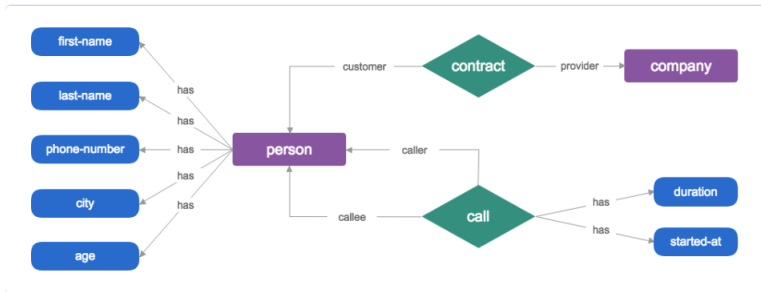 first-name
last-name
phone-number
city
age
has
has
has
has
has
person
customer
contract
provider
company
caller
callee
call
has
has
duration
started-at